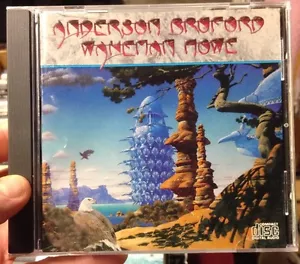 ANDERSON BRUFORD
WAKEMAN HOWE
COMPACT
disc
DIGITAL AUDIO